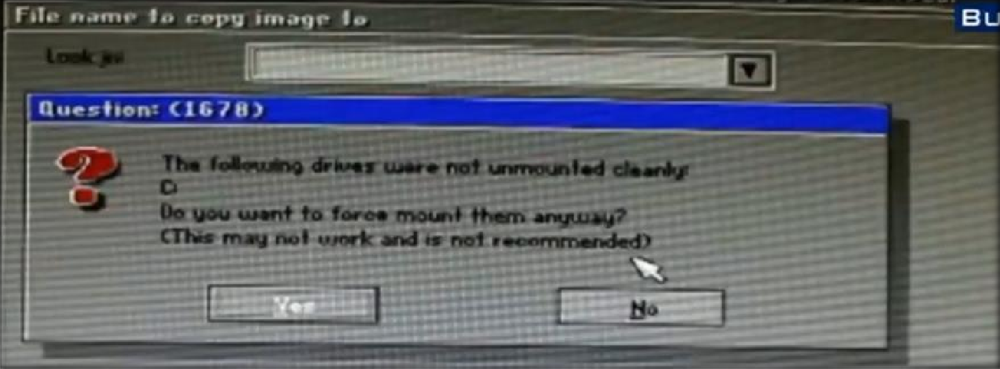 File name to copy image to
Bu
Look in:
Question: (1678)
The following drives were not unmounted cleanly:
D
Do you want to force mount them anyway?
(This may not work and is not recommended)
Yes
No